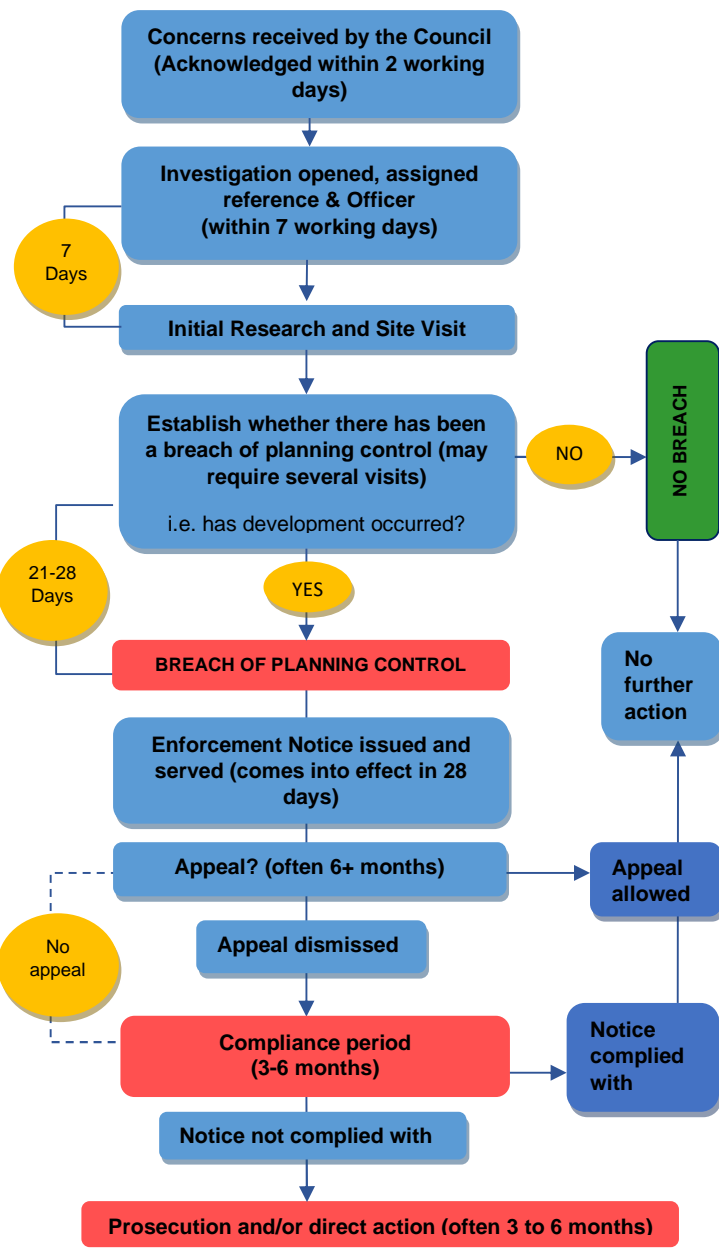 Concerns received by the Council
(Acknowledged within 2 working
days)
Investigation opened, assigned
reference & Officer
(within 7 working days)
7
Days
Initial Research and Site Visit
Establish whether there has been
a breach of planning control (may
require several visits)
i.e. has development occurred?
NO
NO BREACH
21-28
Days
YES
BREACH OF PLANNING CONTROL
No
further
action
Enforcement Notice issued and
served (comes into effect in 28
days)
Appeal? (often 6+ months)
Appeal
allowed
No
appeal
Appeal dismissed
Compliance period
(3-6 months)
Notice
complied
with
Notice not complied with
Prosecution and/or direct action (often 3 to 6 months)